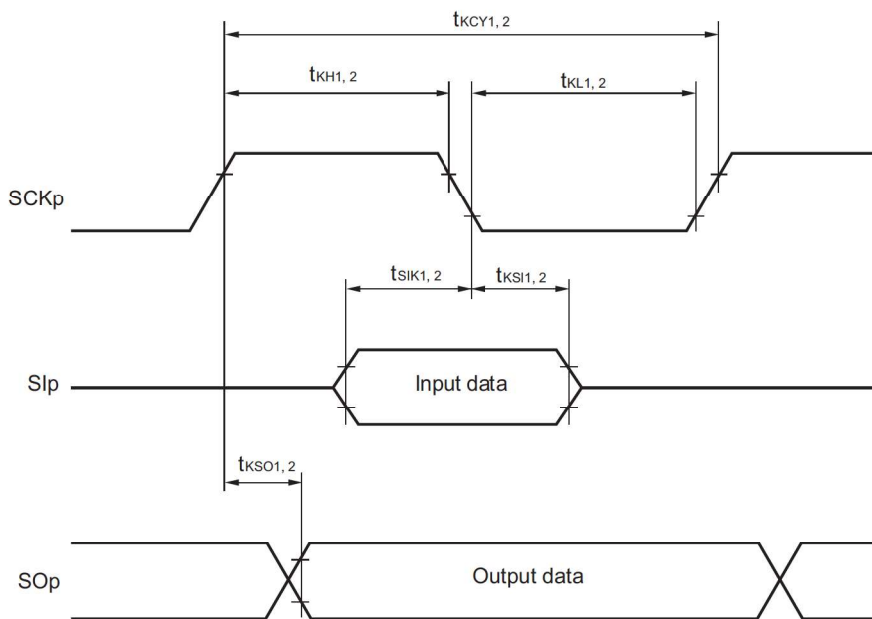 tKCY1, 2
tKH1, 2
tKL1, 2
SCKp
tSIK1, 2
tKSI1, 2
SIp
Input data
tKSO1, 2
SOp
Output data